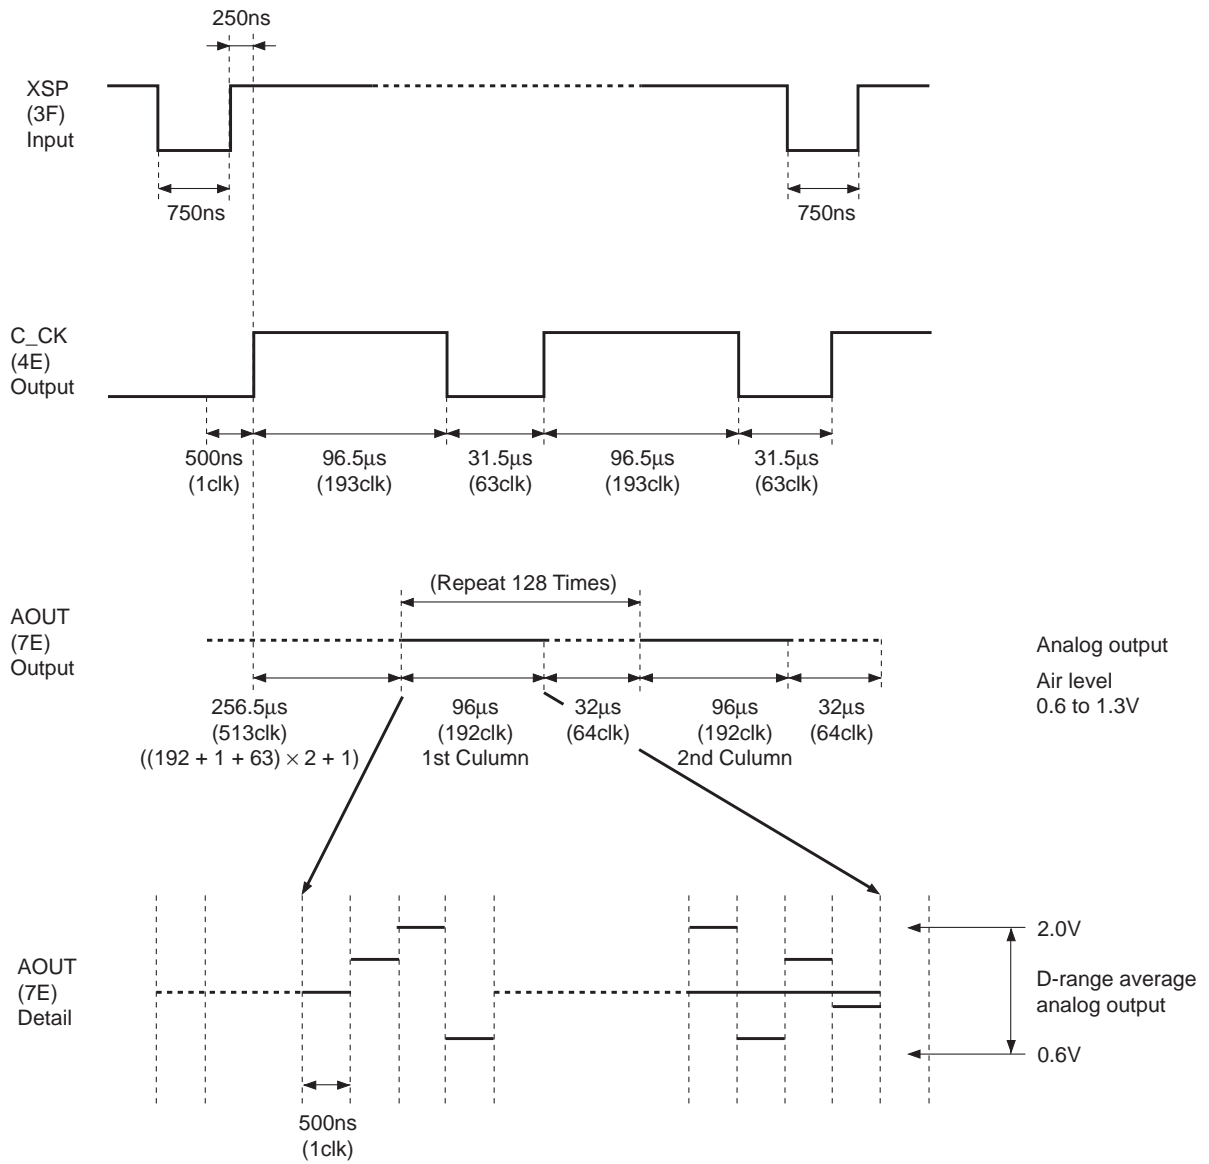 250ns
XSP
(3F)
Input
750ns
750ns
C_CK
(4E)
Output
500ns
(1clk)
96.5μs
(193clk)
31.5μs
(63clk)
96.5μs
(193clk)
31.5μs
(63clk)
(Repeat 128 Times)
AOUT
(7E)
Output
Analog output
Air level
0.6 to 1.3V
256.5μs
(513clk)
((192 + 1 + 63) × 2 + 1)
96μs
(192clk)
1st Culumn
32μs
(64clk)
96μs
(192clk)
2nd Culumn
32μs
(64clk)
AOUT
(7E)
Detail
2.0V
D-range average
analog output
0.6V
500ns
(1clk)